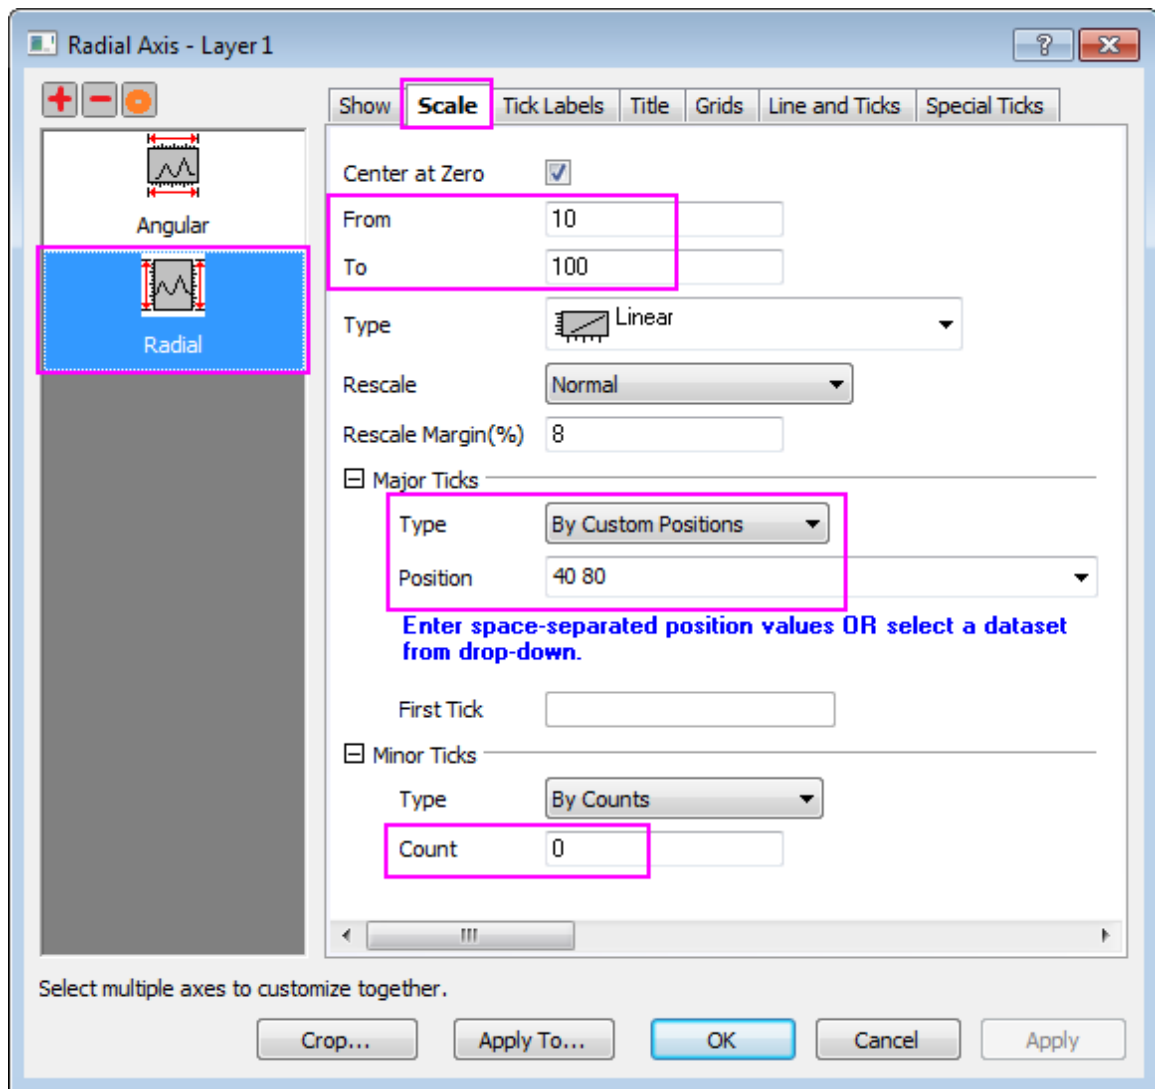 Radial Axis - Layer 1
Show Scale Tick Labels Title Grids Line and Ticks Special Ticks
Angular
Radial
Center at Zero
From 10
To 100
Type Linear
Rescale Normal
Rescale Margin(%) 8
Major Ticks
Type By Custom Positions
Position 40 80
Enter space-separated position values OR select a dataset
from drop-down.
First Tick
Minor Ticks
Type By Counts
Count 0
Select multiple axes to customize together.
Crop... Apply To... OK Cancel Apply